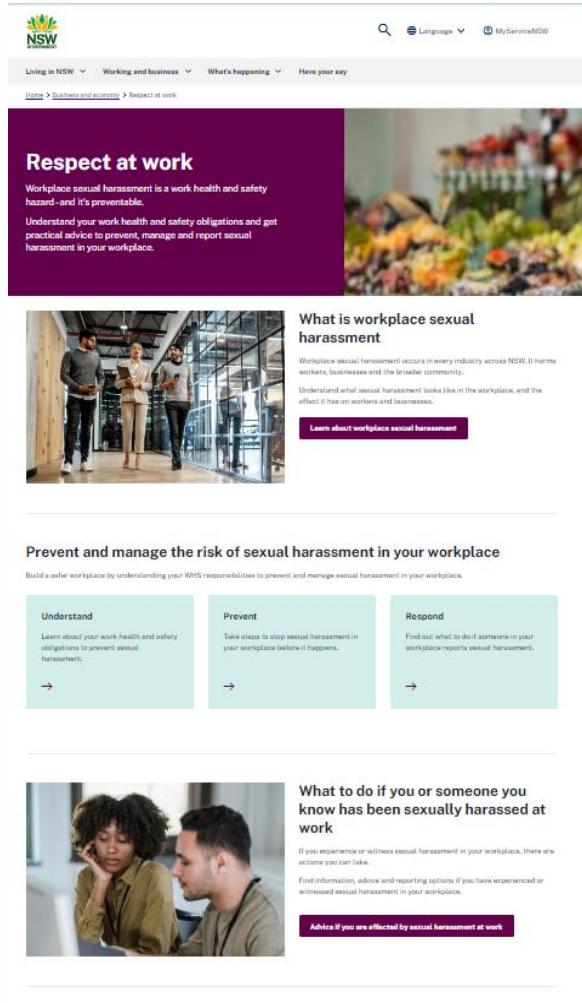 NSW
GOVERNMENT
Language
MyServiceNSW
Living in NSW
Working and business
What's happening
Have your say
Home > Business and economy > Respect at work
Respect at work
Workplace sexual harassment is a work health and safety
hazard - and it's preventable.
Understand your work health and safety obligations and get
practical advice to prevent, manage and report sexual
harassment in your workplace.
What is workplace sexual
harassment
Workplace sexual harassment occurs in every industry across NSW. It harms
workers, businesses and the broader community.
Understand what sexual harassment looks like in the workplace, and the
effect it has on workers and businesses.
Learn about workplace sexual harassment
Prevent and manage the risk of sexual harassment in your workplace
Build a safer workplace by understanding your WHS responsibilities to prevent and manage sexual harassment in your workplace.
Understand
Learn about your work health and safety
obligations to prevent sexual
harassment.
Prevent
Take steps to stop sexual harassment in
your workplace before it happens.
Respond
Find out what to do if someone in your
workplace reports sexual harassment.
What to do if you or someone you
know has been sexually harassed at
work
If you experience or witness sexual harassment in your workplace, there are
actions you can take.
Find information, advice and reporting options if you have experienced or
witnessed sexual harassment in your workplace.
Advice if you are affected by sexual harassment at work